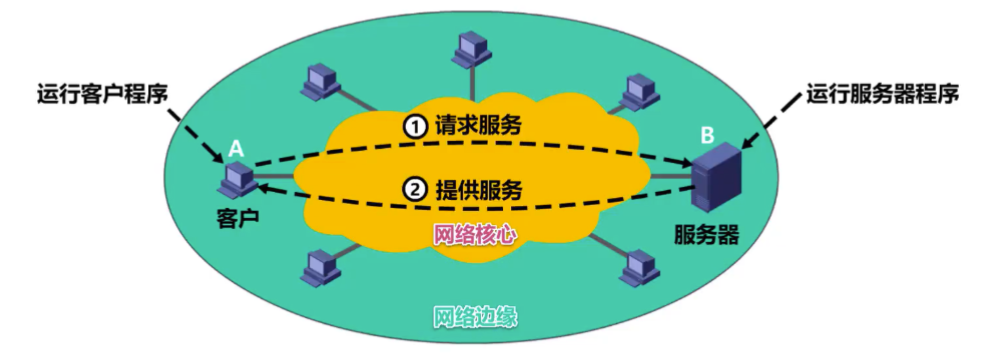 运行客户程序
运行服务器程序
① 请求服务
A
B
② 提供服务
客户
服务器
网络核心
网络边缘